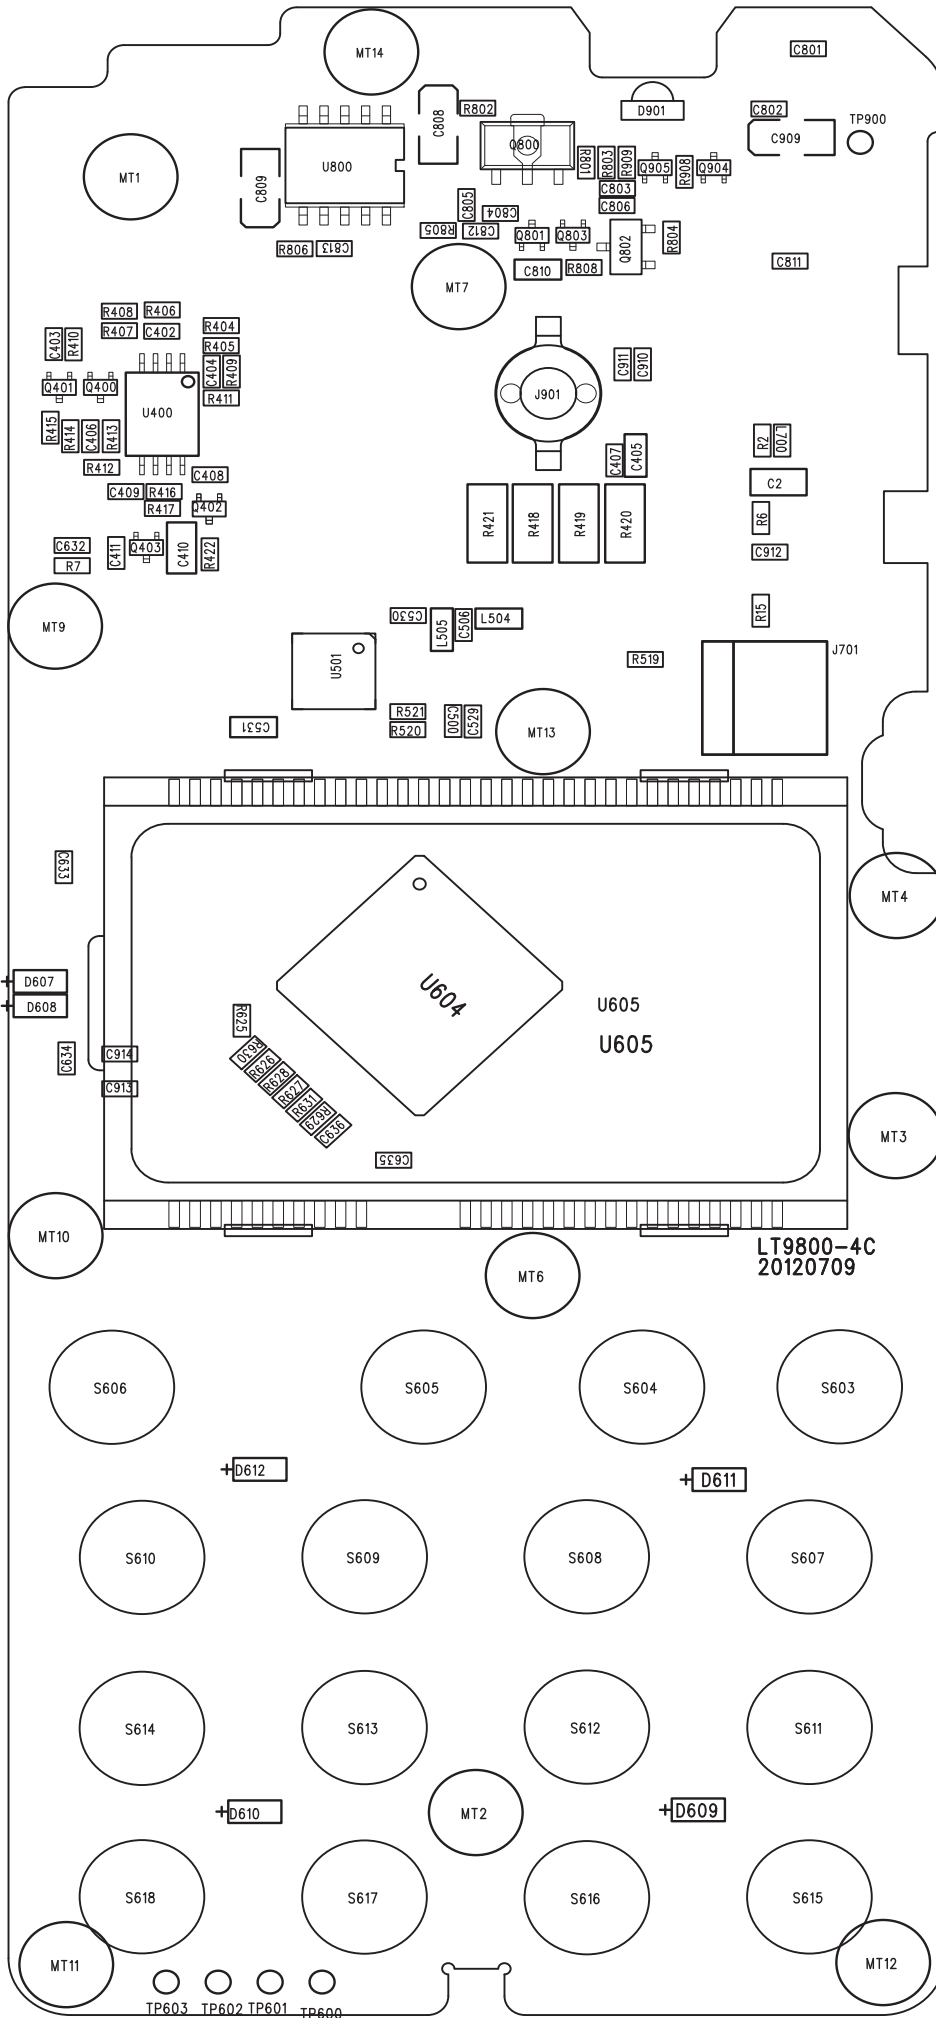 MT14
C801
MT1
C808
R802
D901
C802
C909
TP900
U800
C809
Q800
R801
R803
R909
Q905
R908
Q904
C803
C806
C805
C804
R805
C812
Q801
Q803
Q802
R804
R806
C813
C810
R808
C811
MT7
R408
R406
R407
C402
R404
R405
C403
R410
C404
R409
R411
Q401
Q400
U400
J901
C911
C910
R415
R414
C406
R413
R412
C408
C407
C405
R2
L700
C2
C409
R416
R417
Q402
R421
R418
R419
R420
R6
C632
R7
C411
Q403
C410
R422
C912
MT9
C530
L505
C506
L504
R15
U501
R519
J701
R521
R520
C500
C529
C531
MT13
C633
MT4
D607
D608
U604
U605
U605
R625
C634
C914
C913
R630
R626
R628
R627
R631
R629
C636
C635
MT3
MT10
LT9800-4C
20120709
MT6
S606
S605
S604
S603
+D612
+D611
S610
S609
S608
S607
S614
S613
S612
S611
+D610
MT2
+D609
S618
S617
S616
S615
MT11
MT12
TP603
TP602
TP601
TP600